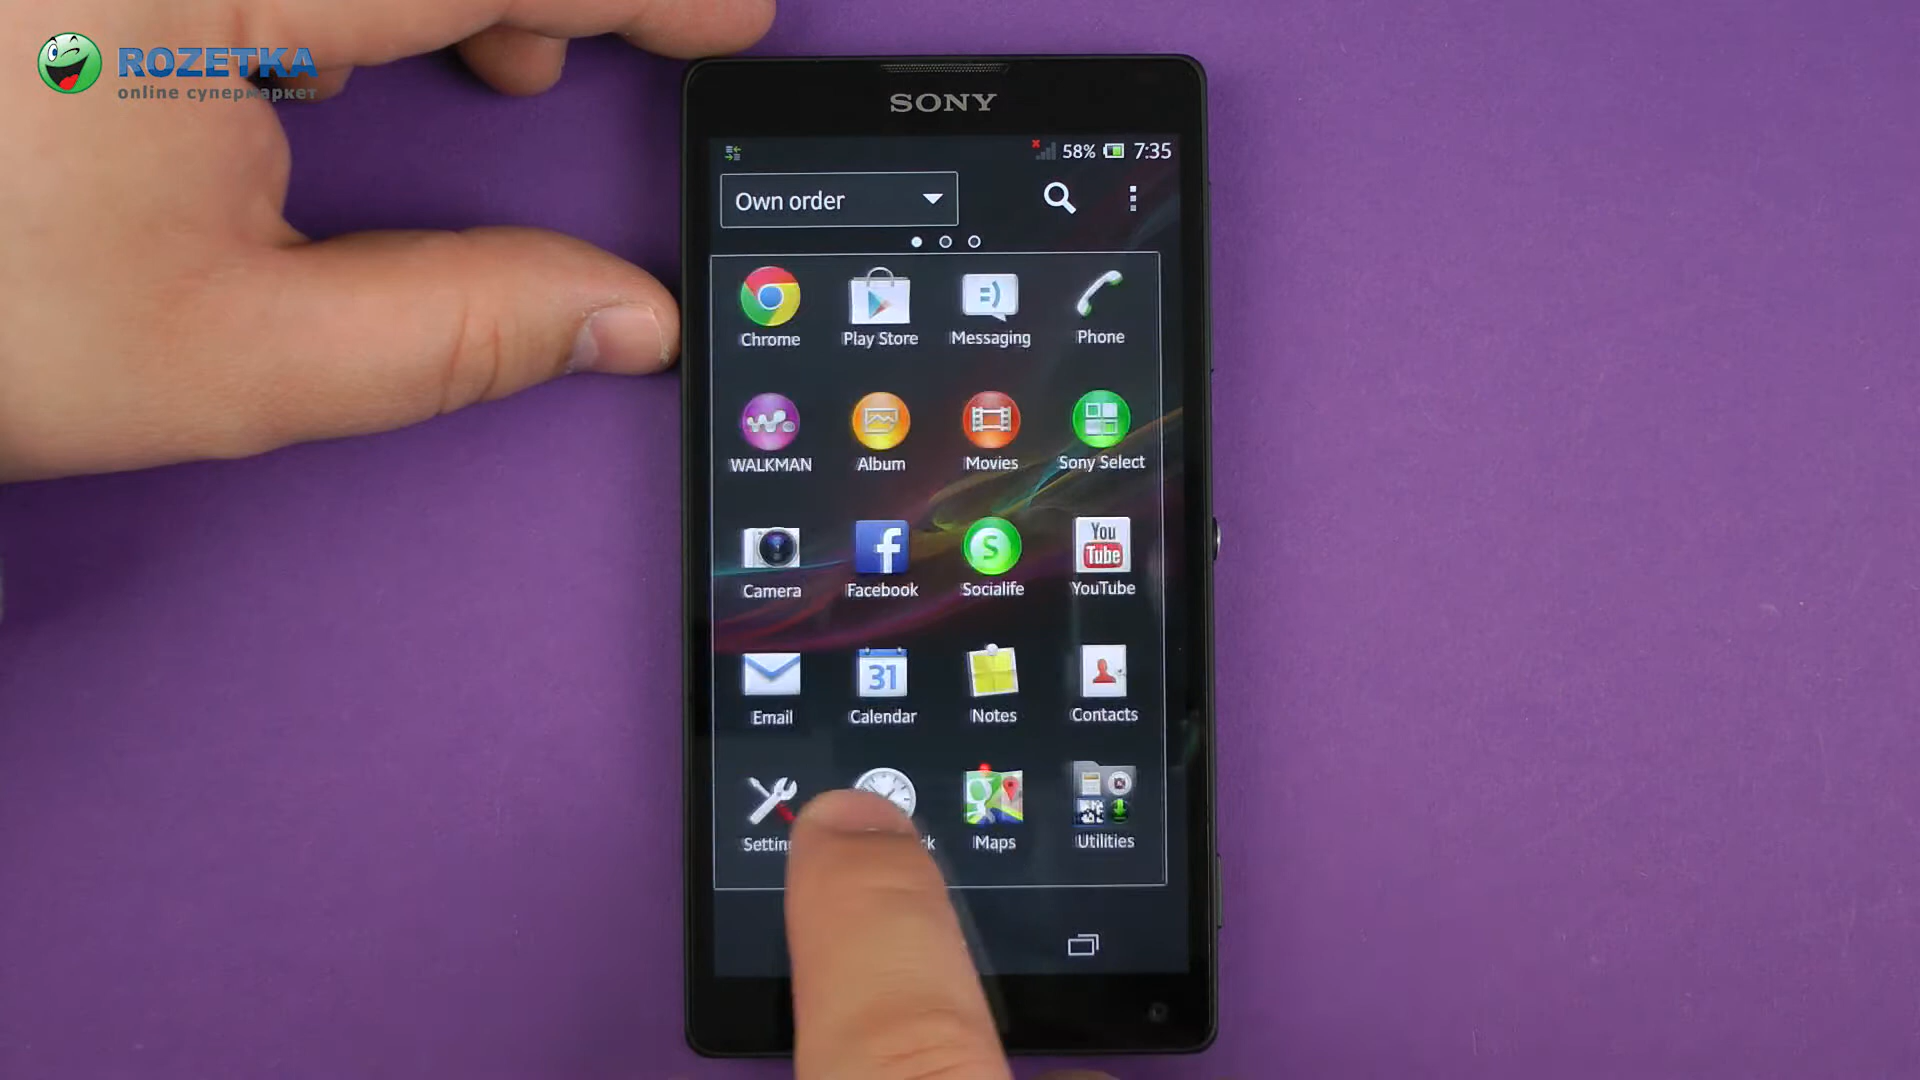 ROZETKA
online супермаркет
SONY
58% 7:35
Own order
Chrome Play Store Messaging Phone
WALKMAN Album Movies Sony Select
You
Tube
Camera Facebook Socialife YouTube
31
Email Calendar Notes Contacts
Maps Utilities